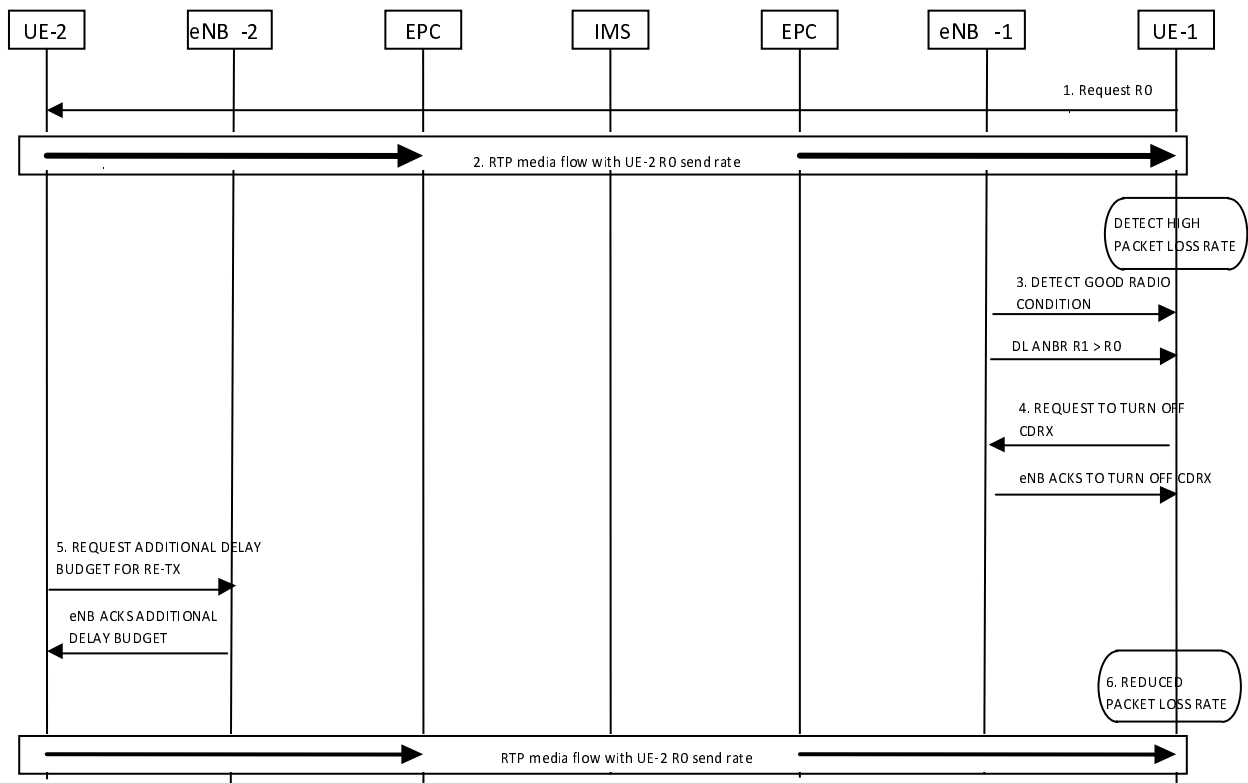 UE-2
eNB -2
EPC
IMS
EPC
eNB -1
UE-1
1. Request R0
2. RTP media flow with UE-2 R0 send rate
DETECT HIGH
PACKET LOSS RATE
3. DETECT GOOD RADIO
CONDITION
DL ANBR R1 > R0
4. REQUEST TO TURN OFF
CDRX
eNB ACKS TO TURN OFF CDRX
5. REQUEST ADDITIONAL DELAY
BUDGET FOR RE-TX
eNB ACKS ADDITIONAL
DELAY BUDGET
6. REDUCED
PACKET LOSS RATE
RTP media flow with UE-2 R0 send rate